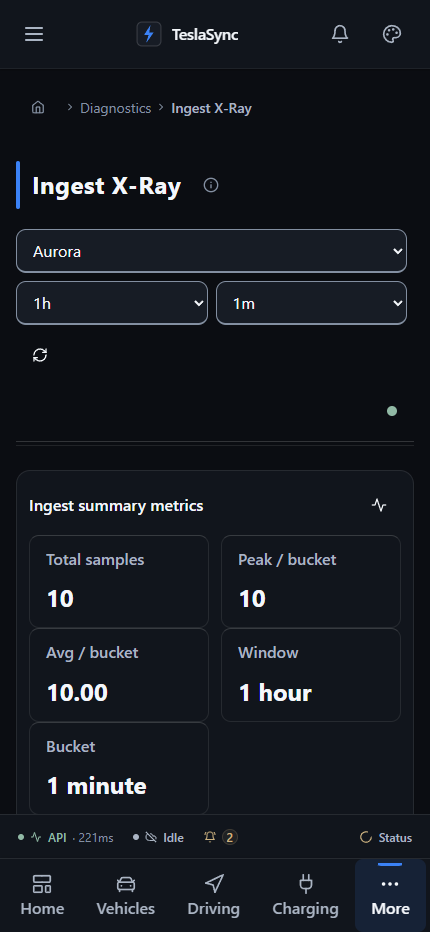 TeslaSync
Diagnostics
Ingest X-Ray
Ingest X-Ray
Aurora
1h
1m
Ingest summary metrics
Total samples
10
Peak / bucket
10
Avg / bucket
10.00
Window
1 hour
Bucket
1 minute
API · 221ms
Idle
2
Status
Home
Vehicles
Driving
Charging
More